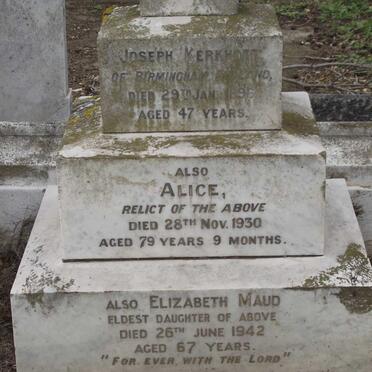 JOSEPH KERKHOFF
OF BIRMINGHAM ENGLAND,
DIED 29TH JAN.
AGED 47 YEARS.
ALSO
ALICE,
RELICT OF THE ABOVE
DIED 28TH NOV. 1930
AGED 79 YEARS 9 MONTHS.
ALSO ELIZABETH MAUD
ELDEST DAUGHTER OF ABOVE
DIED 26TH JUNE 1942
AGED 67 YEARS.
"FOR EVER WITH THE LORD"